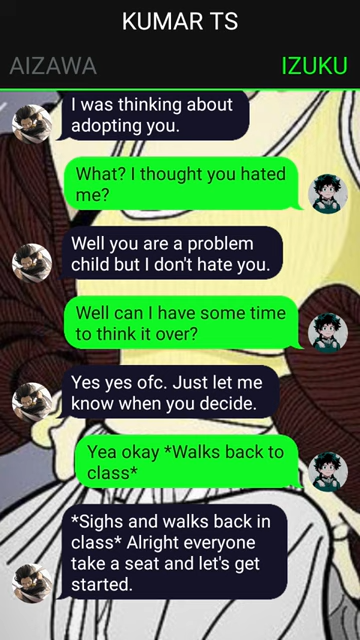 KUMAR TS
AIZAWA IZUKU
I was thinking about
adopting you.
What? I thought you hated
me?
Well you are a problem
child but I don't hate you.
Well can I have some time
to think it over?
Yes yes ofc. Just let me
know when you decide.
Yea okay *Walks back to
class*
*Sighs and walks back in
class* Alright everyone
take a seat and let's get
started.